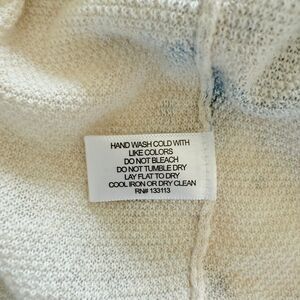 HAND WASH COLD WITH
LIKE COLORS
DO NOT BLEACH
DO NOT TUMBLE DRY
LAY FLAT TO DRY
COOL IRON OR DRY CLEAN
RN# 133113